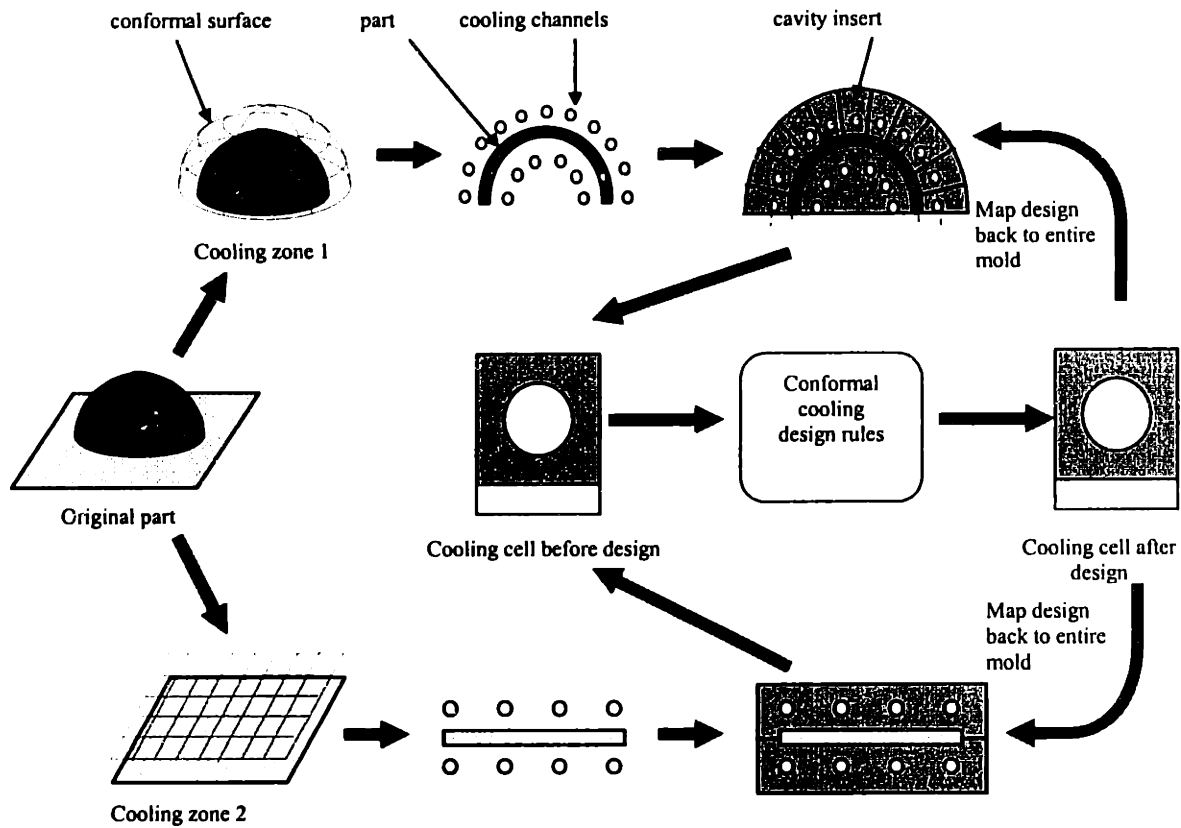 conformal surface
part
cooling channels
cavity insert
Cooling zone 1
Map design
back to entire
mold
Conformal
cooling
design rules
Original part
Cooling cell before design
Cooling cell after
design
Map design
back to entire
mold
Cooling zone 2